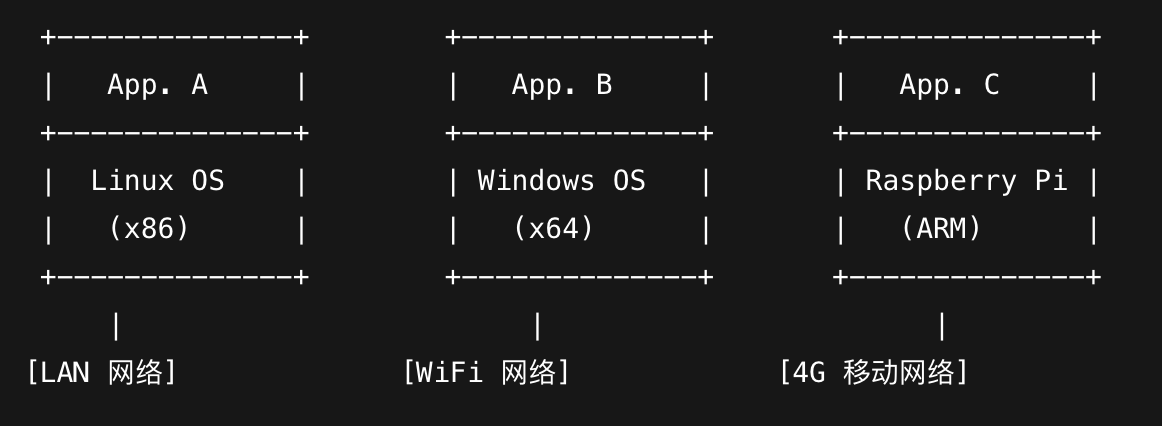 +--------------+        +--------------+       +--------------+
|   App. A     |        |   App. B     |       |   App. C     |
+--------------+        +--------------+       +--------------+
|  Linux OS    |        | Windows OS   |       | Raspberry Pi |
|   (x86)      |        |   (x64)      |       |   (ARM)      |
+--------------+        +--------------+       +--------------+
    |                        |                       |
[LAN 网络]             [WiFi 网络]            [4G 移动网络]